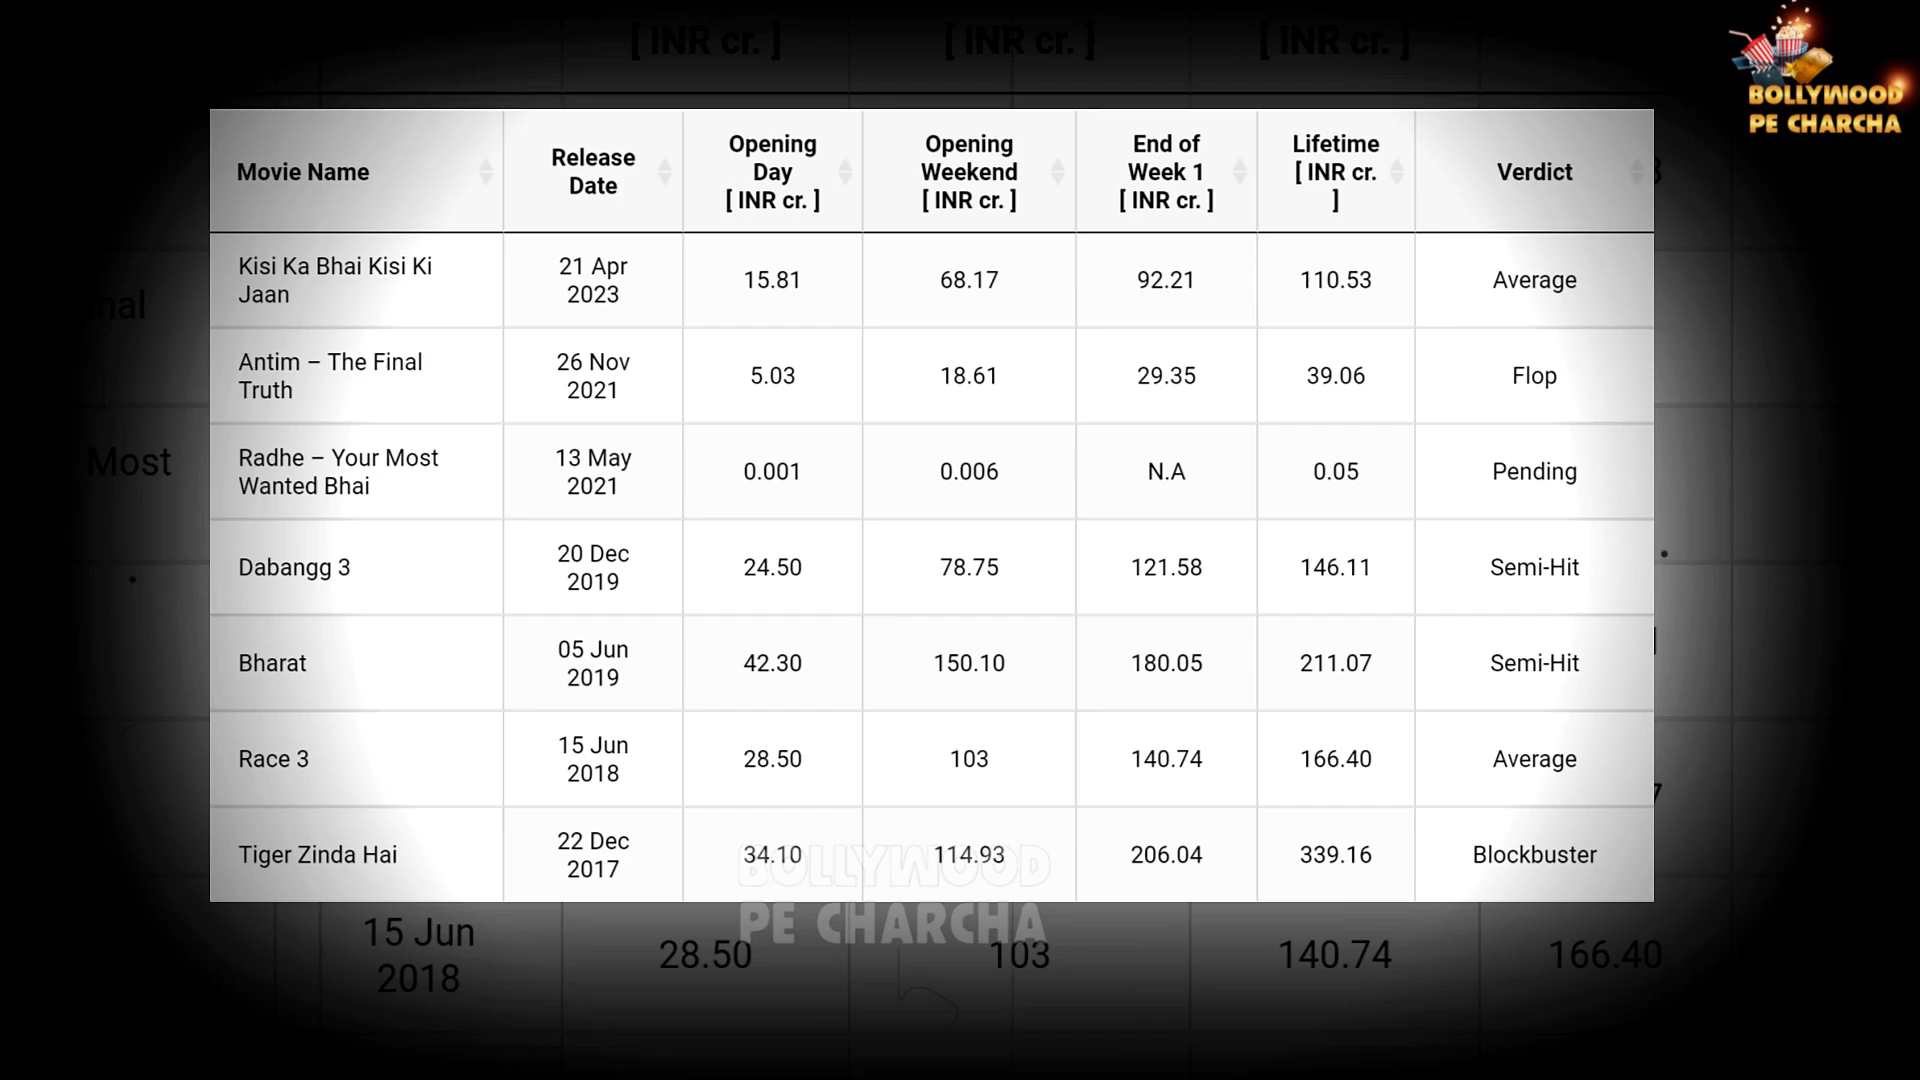 [ INR cr. ] [ INR cr. ] [ INR cr. ]
BOLLYWOOD
PE CHARCHA
Movie Name
Release
Date
Opening
Day
[ INR cr. ]
Opening
Weekend
[ INR cr. ]
End of
Week 1
[ INR cr. ]
Lifetime
[ INR cr.
]
Verdict
Kisi Ka Bhai Kisi Ki
Jaan
21 Apr
2023
15.81
68.17
92.21
110.53
Average
Antim – The Final
Truth
26 Nov
2021
5.03
18.61
29.35
39.06
Flop
Radhe – Your Most
Wanted Bhai
13 May
2021
0.001
0.006
N.A
0.05
Pending
Most
Dabangg 3
20 Dec
2019
24.50
78.75
121.58
146.11
Semi-Hit
Bharat
05 Jun
2019
42.30
150.10
180.05
211.07
Semi-Hit
Race 3
15 Jun
2018
28.50
103
140.74
166.40
Average
Tiger Zinda Hai
22 Dec
2017
34.10
114.93
206.04
339.16
Blockbuster
BOLLYWOOD
PE CHARCHA
15 Jun
2018
28.50
103
140.74
166.40